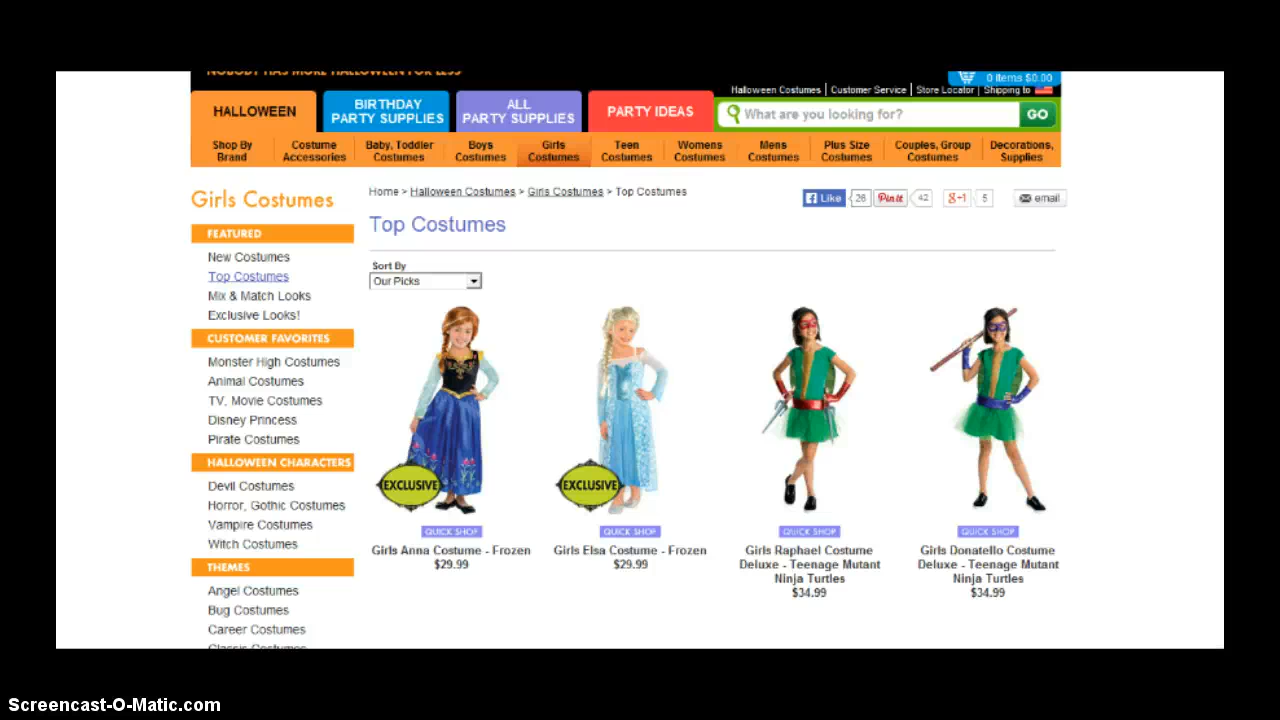 NOBODY HAS MORE HALLOWEEN FOR LESS
0 items $0.00
Halloween Costumes | Customer Service | Store Locator | Shipping to
HALLOWEEN
BIRTHDAY
PARTY SUPPLIES
ALL
PARTY SUPPLIES
PARTY IDEAS
What are you looking for?
GO
Shop By
Brand
Costume
Accessories
Baby, Toddler
Costumes
Boys
Costumes
Girls
Costumes
Teen
Costumes
Womens
Costumes
Mens
Costumes
Plus Size
Costumes
Couples, Group
Costumes
Decorations,
Supplies
Girls Costumes
FEATURED
New Costumes
Top Costumes
Mix & Match Looks
Exclusive Looks!
CUSTOMER FAVORITES
Monster High Costumes
Animal Costumes
TV, Movie Costumes
Disney Princess
Pirate Costumes
HALLOWEEN CHARACTERS
Devil Costumes
Horror, Gothic Costumes
Vampire Costumes
Witch Costumes
THEMES
Angel Costumes
Bug Costumes
Career Costumes
Classic Costumes
Home > Halloween Costumes > Girls Costumes > Top Costumes
Like 26 Pin it 42 g+1 5 email
Top Costumes
Sort By
Our Picks
EXCLUSIVE
QUICK SHOP
Girls Anna Costume - Frozen
$29.99
EXCLUSIVE
QUICK SHOP
Girls Elsa Costume - Frozen
$29.99
QUICK SHOP
Girls Raphael Costume
Deluxe - Teenage Mutant
Ninja Turtles
$34.99
QUICK SHOP
Girls Donatello Costume
Deluxe - Teenage Mutant
Ninja Turtles
$34.99
Screencast-O-Matic.com